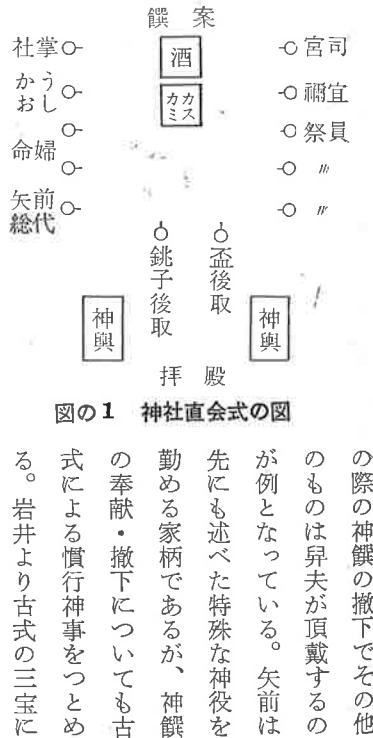 饌案
酒
カス
カミ
社掌
かう
おし
命婦
矢前
総代
宮司
禰宜
祭員
〃
〃
盃後取
銚子後取
神輿
神輿
拝殿
図の1 神社直会式の図
の際の神饌の撤下でその他
のものは舁夫が頂戴するの
が例となっている。矢前は
先にも述べた特殊な神役を
勤める家柄であるが、神饌
の奉献・撤下についても古
式による慣行神事をつとめ
る。岩井より古式の三宝に